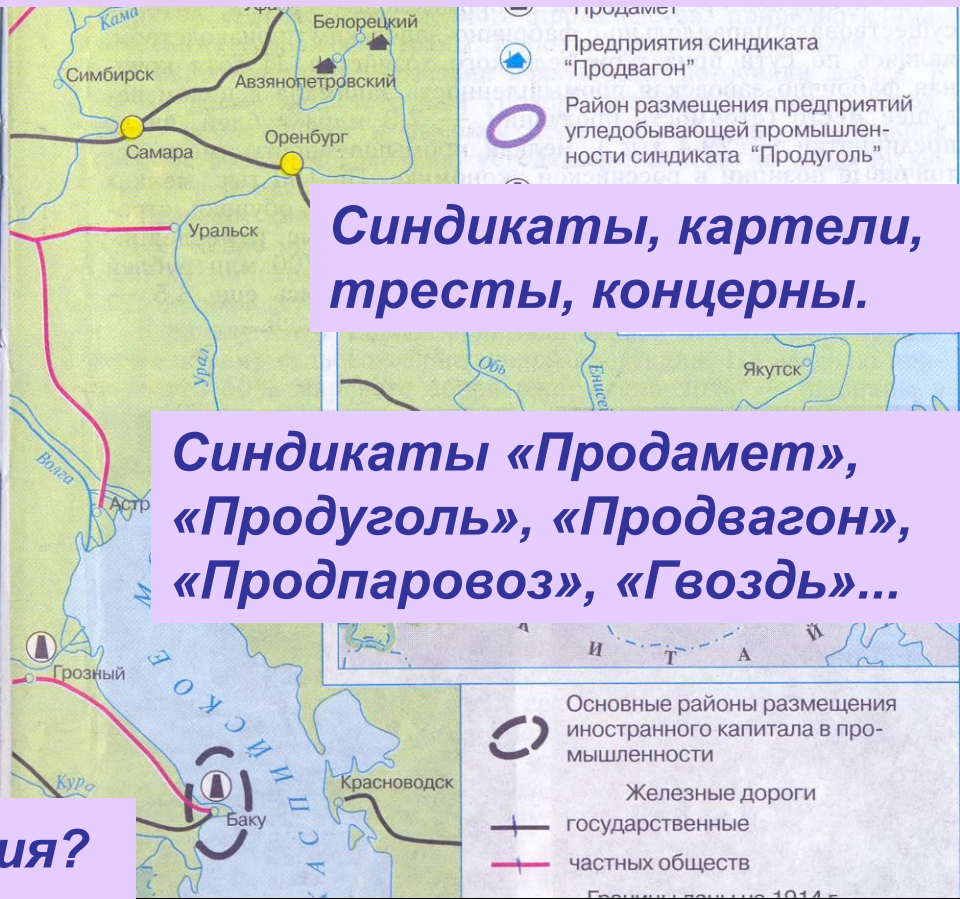 Кама
Белорецкий
Симбирск
Авзянопетровский
Самара
Оренбург
Уральск
Урал
Волга
Грозный
Кура
Баку
Красноводск
Продамет
Предприятия синдиката
"Продвагон"
Район размещения предприятий
угледобывающей промышлен-
ности синдиката "Продуголь"
Синдикаты, картели,
тресты, концерны.
Обь
Якутск
Синдикаты «Продамет»,
«Продуголь», «Продвагон»,
«Продпаровоз», «Гвоздь»...
И Т А Й
Основные районы размещения
иностранного капитала в про-
мышленности
Железные дороги
государственные
частных обществ
ия?